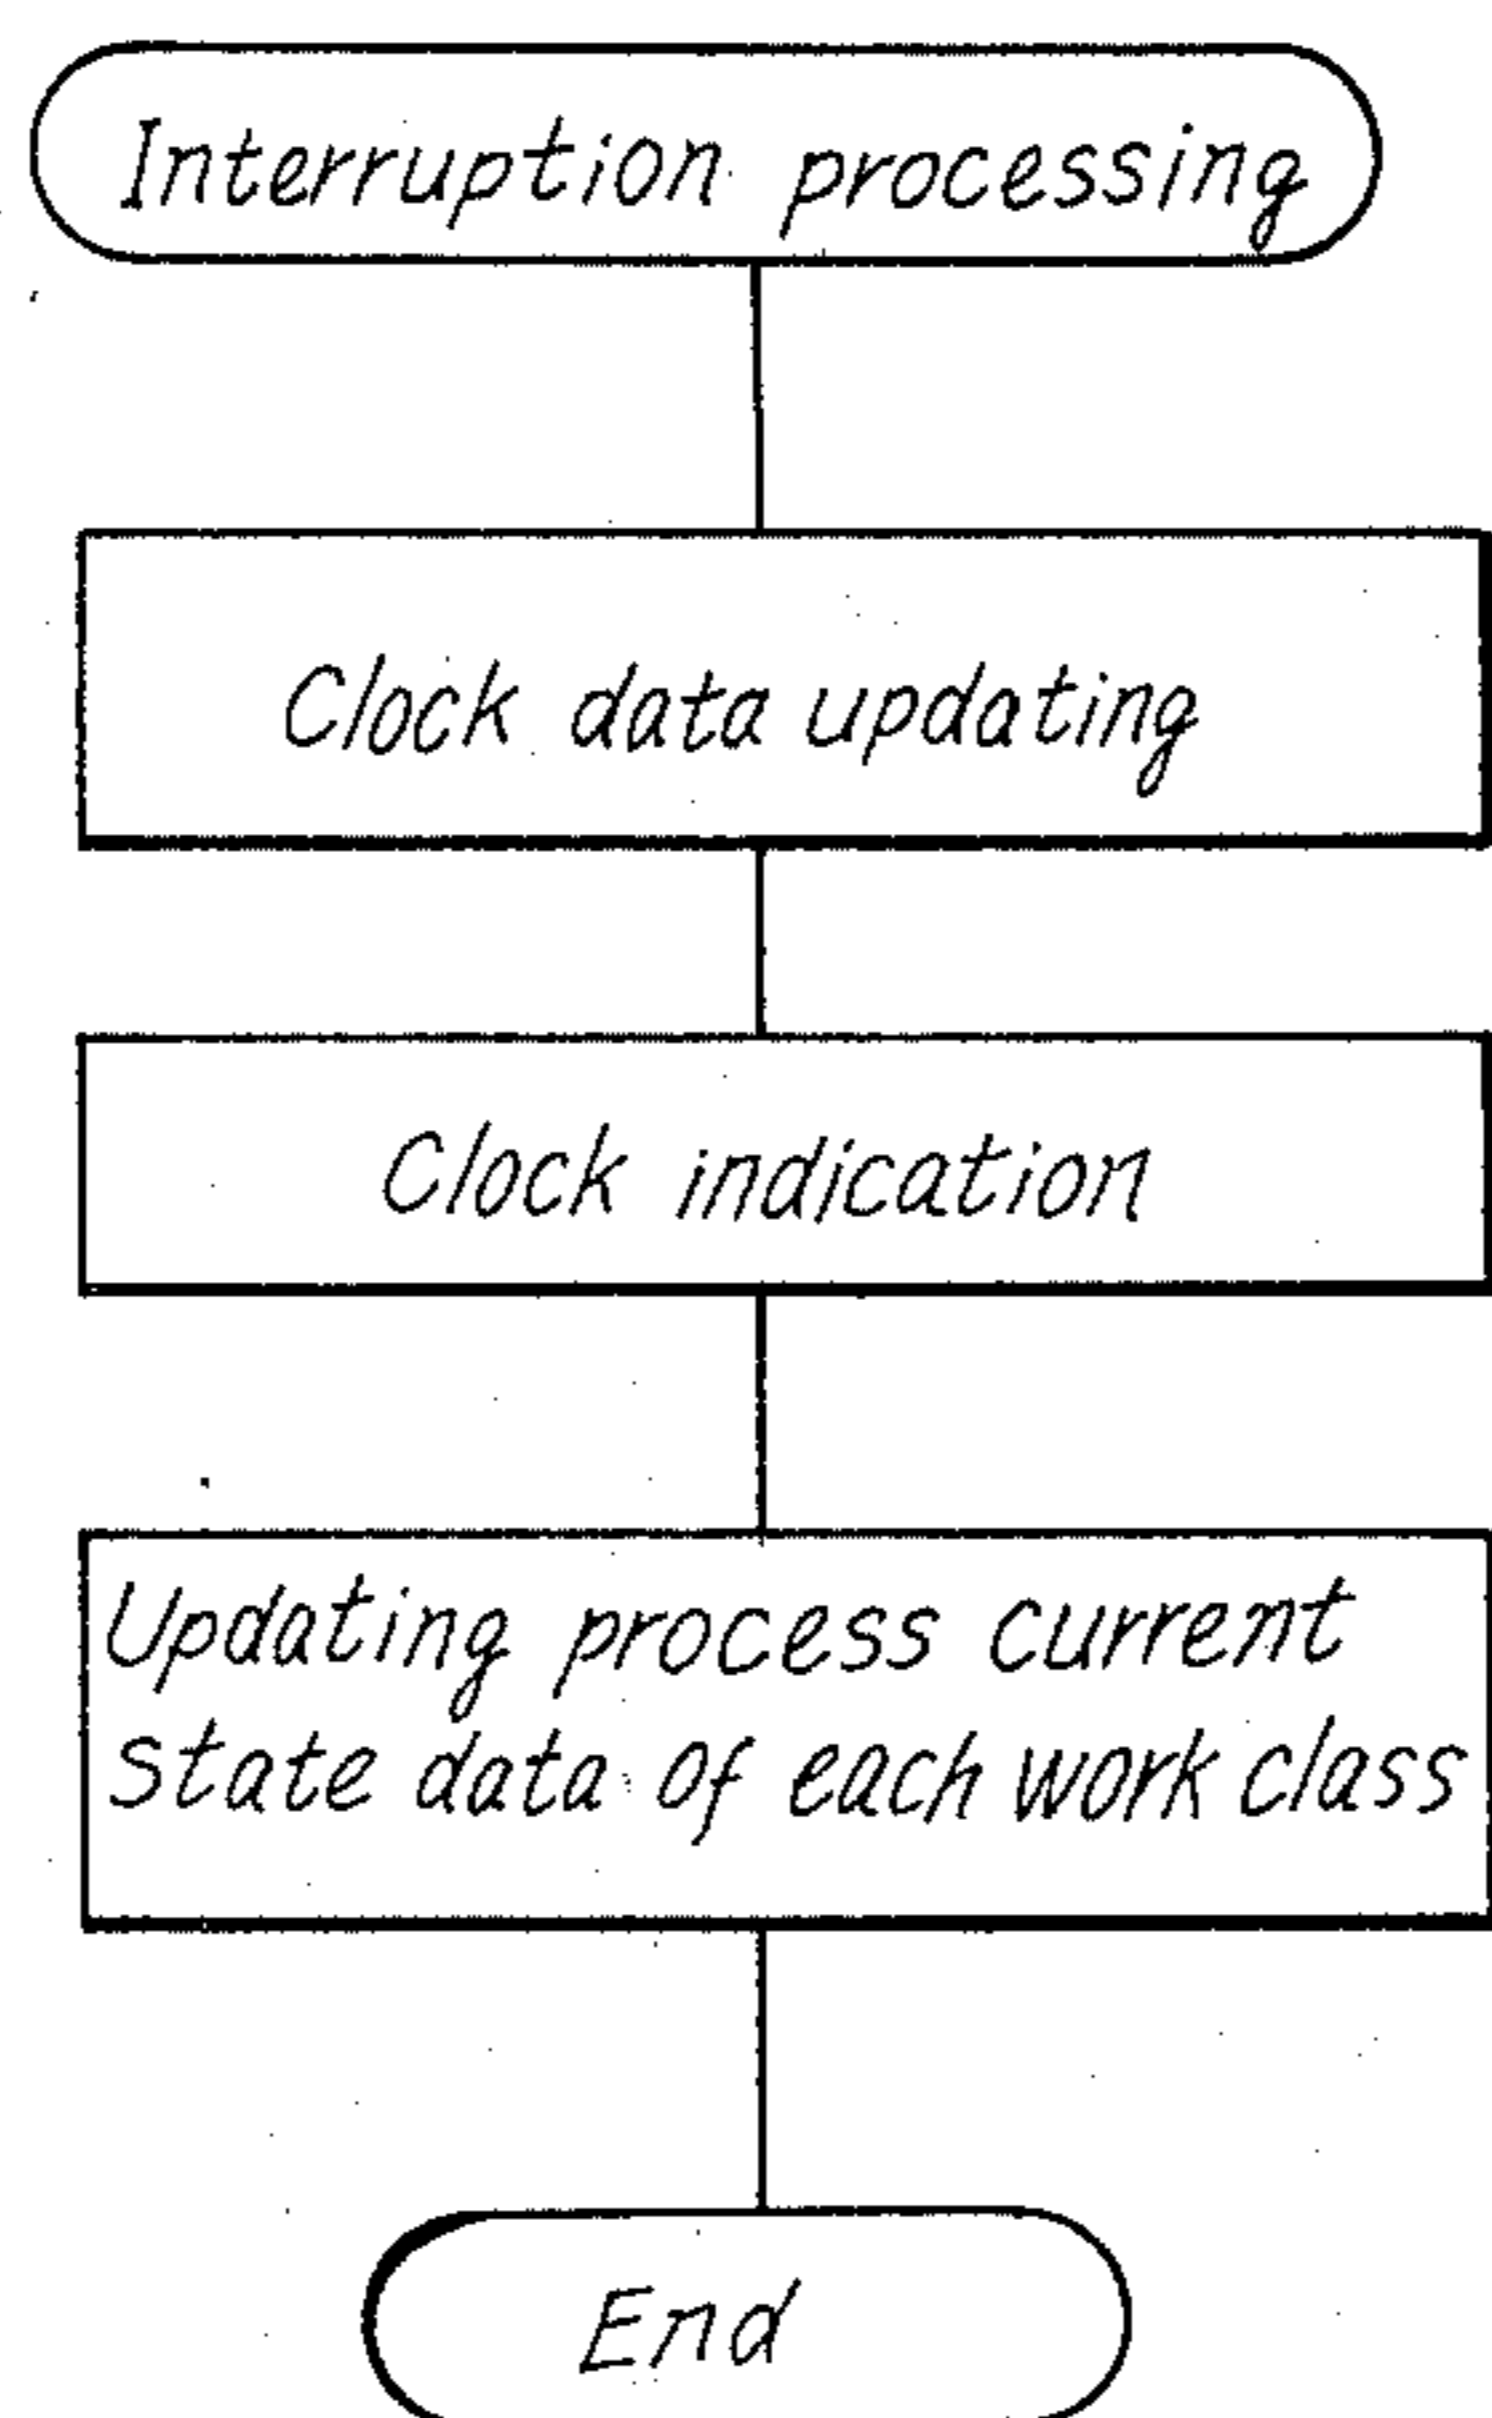 Interruption processing
Clock data updating
Clock indication
Updating process current
state data of each work class
End